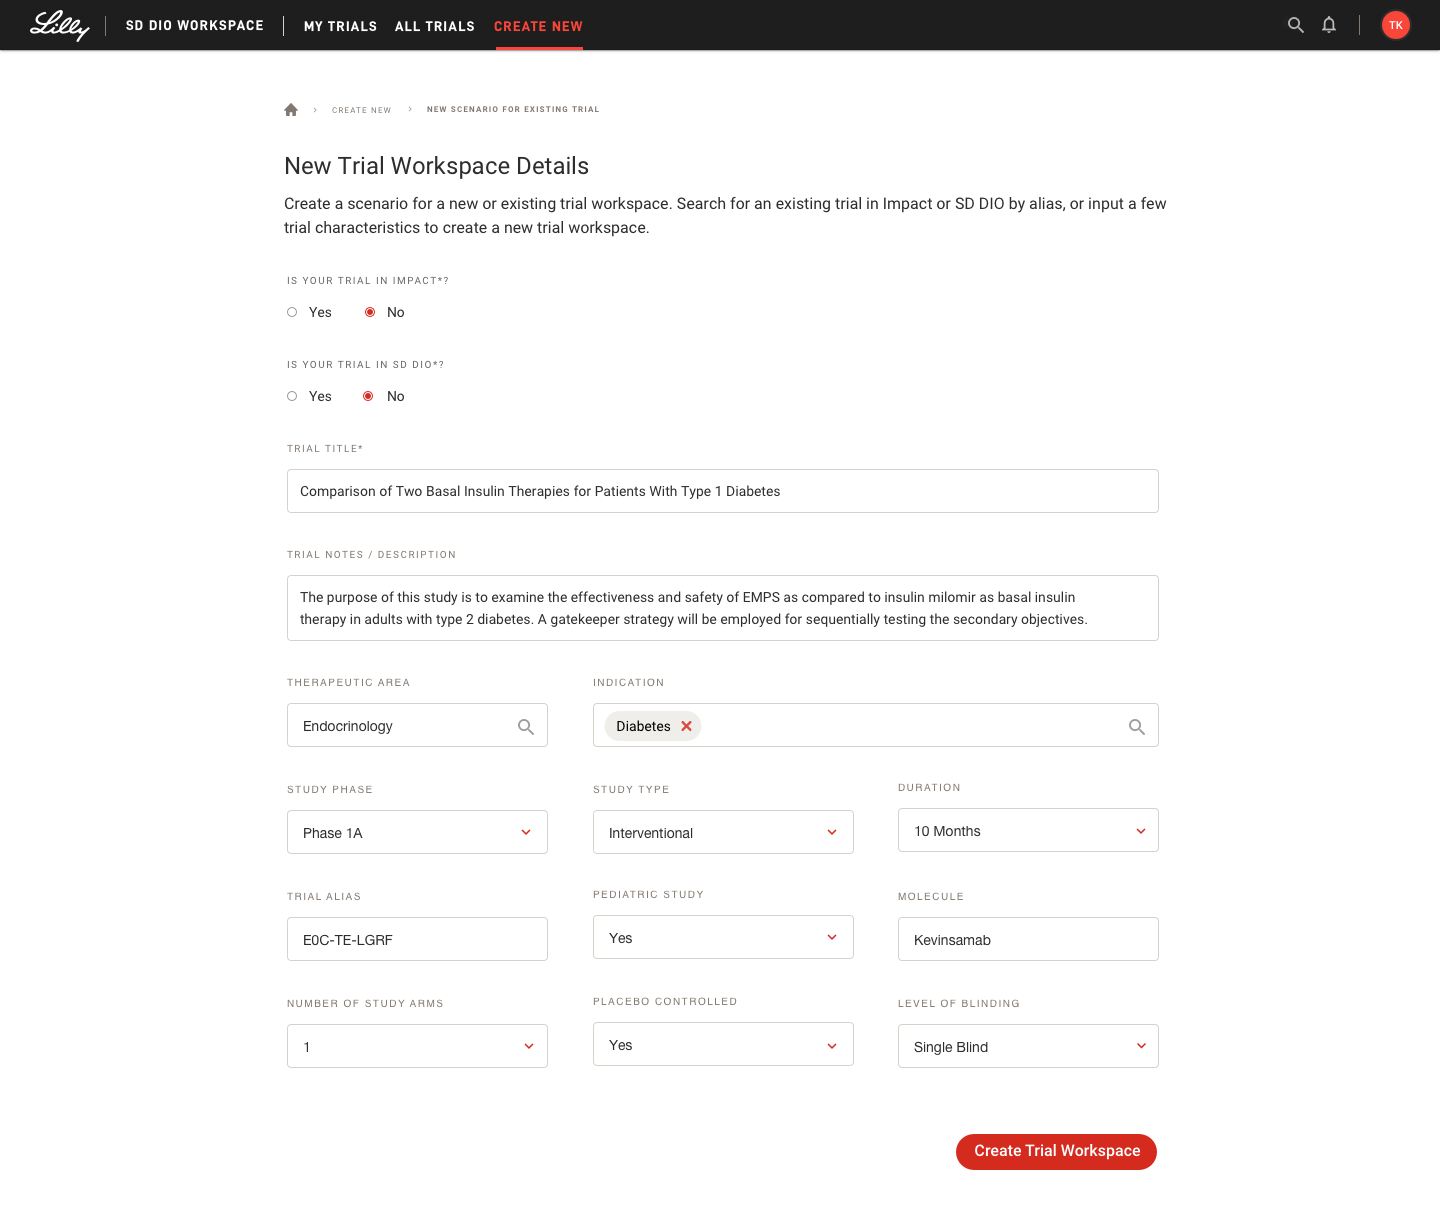 Lilly
SD DIO WORKSPACE
MY TRIALS
ALL TRIALS
CREATE NEW
TK
CREATE NEW
NEW SCENARIO FOR EXISTING TRIAL
New Trial Workspace Details
Create a scenario for a new or existing trial workspace. Search for an existing trial in Impact or SD DIO by alias, or input a few
trial characteristics to create a new trial workspace.
IS YOUR TRIAL IN IMPACT*?
Yes
No
IS YOUR TRIAL IN SD DIO*?
Yes
No
TRIAL TITLE*
Comparison of Two Basal Insulin Therapies for Patients With Type 1 Diabetes
TRIAL NOTES / DESCRIPTION
The purpose of this study is to examine the effectiveness and safety of EMPS as compared to insulin milomir as basal insulin
therapy in adults with type 2 diabetes. A gatekeeper strategy will be employed for sequentially testing the secondary objectives.
THERAPEUTIC AREA
INDICATION
Endocrinology
Diabetes
STUDY PHASE
STUDY TYPE
DURATION
Phase 1A
Interventional
10 Months
TRIAL ALIAS
PEDIATRIC STUDY
MOLECULE
E0C-TE-LGRF
Yes
Kevinsamab
NUMBER OF STUDY ARMS
PLACEBO CONTROLLED
LEVEL OF BLINDING
1
Yes
Single Blind
Create Trial Workspace